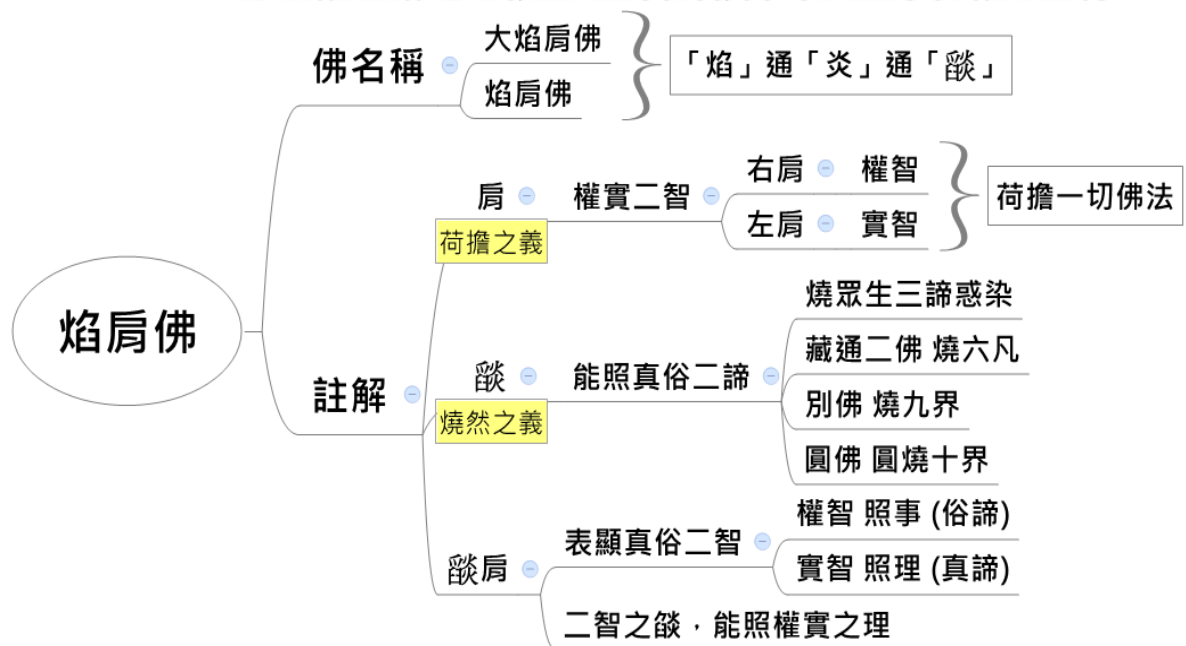 焰肩佛
佛名稱
大焰肩佛
焰肩佛
「焰」通「炎」通「燄」
註解
肩
荷擔之義
權實二智
右肩 權智
左肩 實智
荷擔一切佛法
燄
燒然之義
能照真俗二諦
燒眾生三諦惑染
藏通二佛 燒六凡
別佛 燒九界
圓佛 圓燒十界
燄肩
表顯真俗二智
權智 照事 (俗諦)
實智 照理 (真諦)
二智之燄，能照權實之理